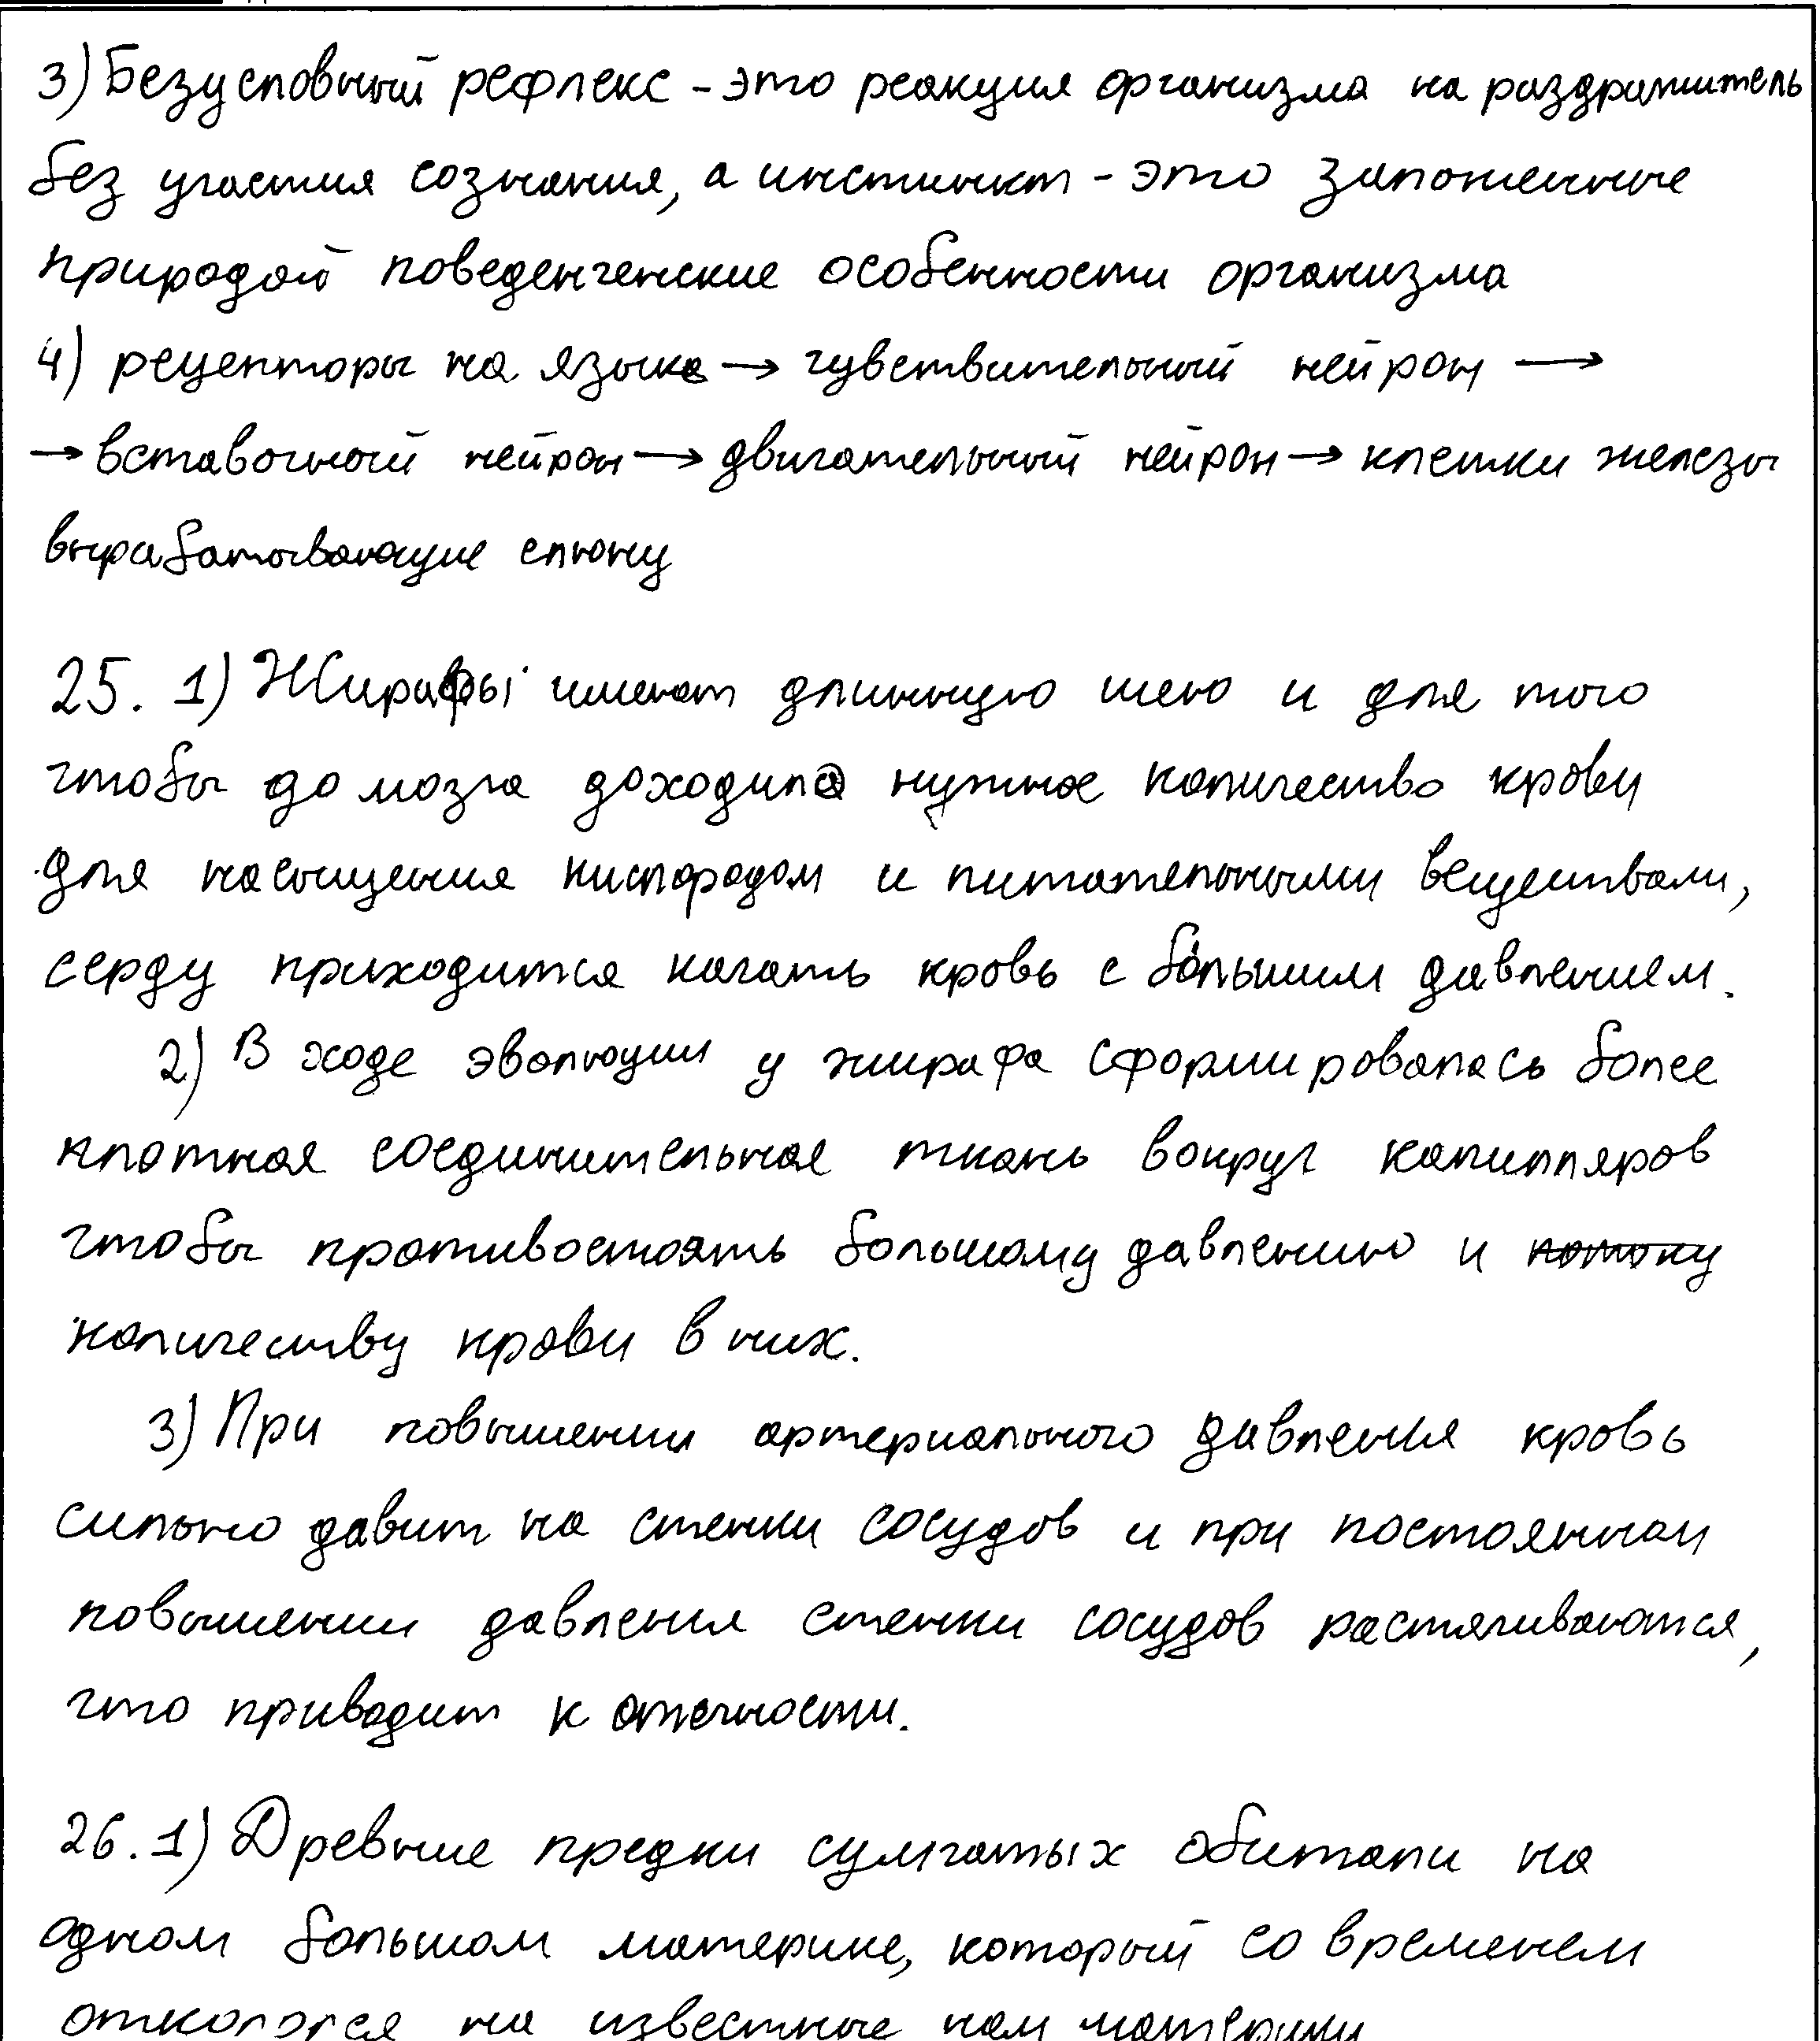 3) Безусловный рефлекс - это реакция организма на раздражитель
без участия сознания, а инстинкт - это заложенные
природой поведенченские особенности организма
4) рецепторы на языке → чувствительный нейрон →
→ вставочный нейрон → двигательный нейрон → клетки железы
вырабатывающие слюну
25. 1) Жирафы имеют длинную шею и для того
чтобы до мозга доходило нужное количество крови
для насыщения кислородом и питательными веществами,
серду приходится качать кровь с большим давлением.
2) В ходе эволюции у жирафа сформировалась более
плотная соединительная ткань вокруг капилляров
чтобы противостоять большому давлению и потоку
количеству крови в них.
3) При повышении артериального давления кровь
сильно давит на стенки сосудов и при постоянном
повышении давления стенки сосудов растягиваются,
что приводит к отечности.
26. 1) Древние предки сумчатых обитали на
одном большом материке, который со временем
откололся на известные нам материки